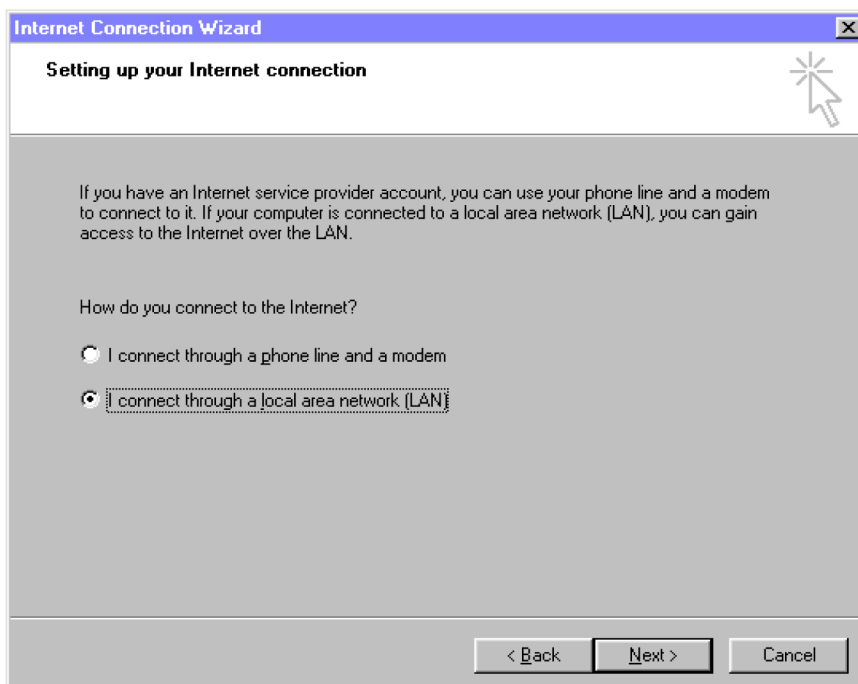 Internet Connection Wizard
Setting up your Internet connection
If you have an Internet service provider account, you can use your phone line and a modem
to connect to it. If your computer is connected to a local area network (LAN), you can gain
access to the Internet over the LAN.
How do you connect to the Internet?
I connect through a phone line and a modem
I connect through a local area network (LAN)
< Back Next > Cancel